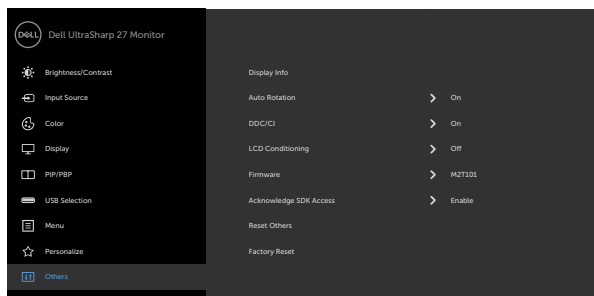 DELL Dell UltraSharp 27 Monitor
Brightness/Contrast Display Info
Input Source Auto Rotation On
Color DDC/CI On
Display LCD Conditioning Off
PIP/PBP Firmware M2T101
USB Selection Acknowledge SDK Access Enable
Menu Reset Others
Personalize Factory Reset
Others